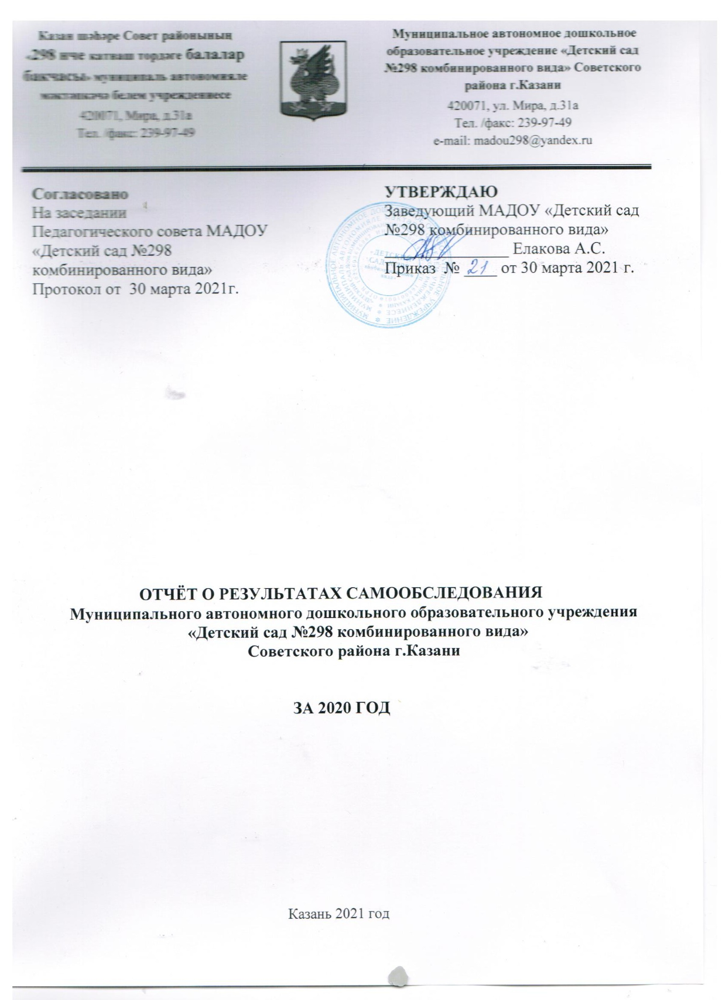 Казан шәһәре Совет районының
«298 нче катнаш төрдәге балалар
бакчасы» муниципаль автономияле
мәктәпкәчә белем учреждениесе
420071, Мира, д.31а
Тел. /факс: 239-97-49
Муниципальное автономное дошкольное
образовательное учреждение «Детский сад
№298 комбинированного вида» Советского
района г.Казани
420071, ул. Мира, д.31а
Тел. /факс: 239-97-49
e-mail: madou298@yandex.ru
Согласовано
На заседании
Педагогического совета МАДОУ
«Детский сад №298
комбинированного вида»
Протокол от 30 марта 2021г.
УТВЕРЖДАЮ
Заведующий МАДОУ «Детский сад
№298 комбинированного вида»
Елакова А.С.
Приказ № 21 от 30 марта 2021 г.
ОТЧЁТ О РЕЗУЛЬТАТАХ САМООБСЛЕДОВАНИЯ
Муниципального автономного дошкольного образовательного учреждения
«Детский сад №298 комбинированного вида»
Советского района г.Казани
ЗА 2020 ГОД
Казань 2021 год